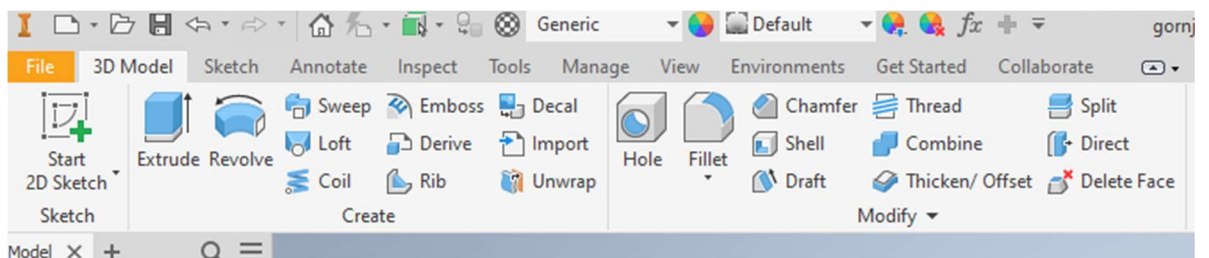 Generic Default fx gornj
File 3D Model Sketch Annotate Inspect Tools Manage View Environments Get Started Collaborate
Sweep Emboss Decal Chamfer Thread Split
Start Extrude Revolve Loft Derive Import Hole Fillet Shell Combine Direct
2D Sketch Coil Rib Unwrap Draft Thicken/ Offset Delete Face
Sketch Create Modify
Model